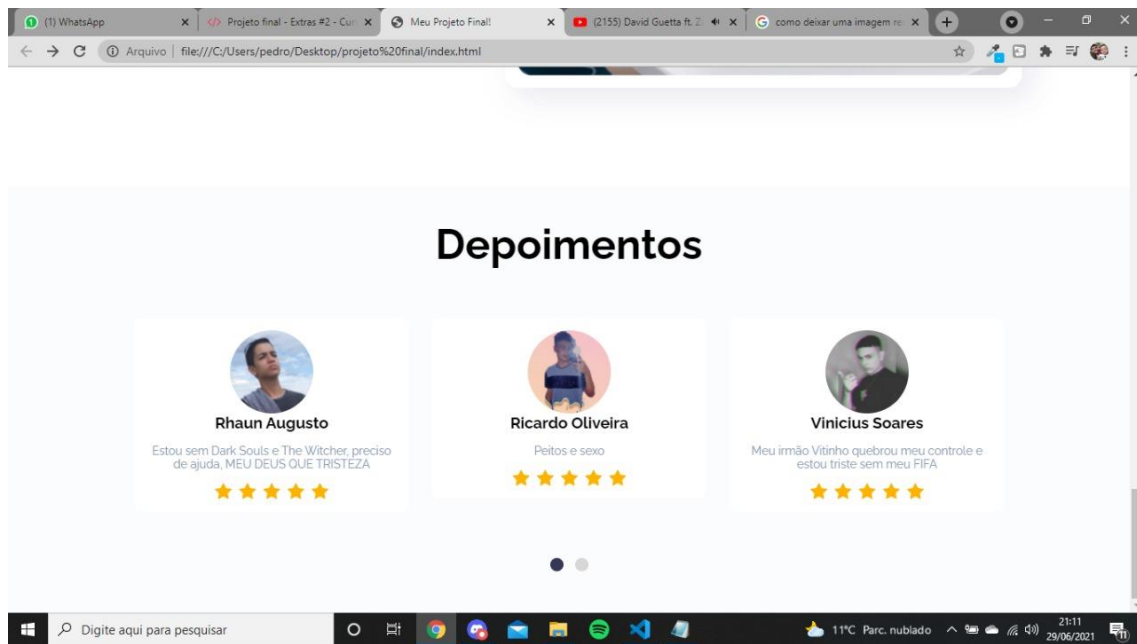 (1) WhatsApp
Projeto final - Extras #2 - Cur
Meu Projeto Final!
(2155) David Guetta ft. Z
como deixar uma imagem re
Arquivo
file:///C:/Users/pedro/Desktop/projeto%20final/index.html
Depoimentos
Rhaun Augusto
Estou sem Dark Souls e The Witcher, preciso
de ajuda, MEU DEUS QUE TRISTEZA
Ricardo Oliveira
Peitos e sexo
Vinicius Soares
Meu irmão Vitinho quebrou meu controle e
estou triste sem meu FIFA
Digite aqui para pesquisar
11°C Parc. nublado
21:11
29/06/2021